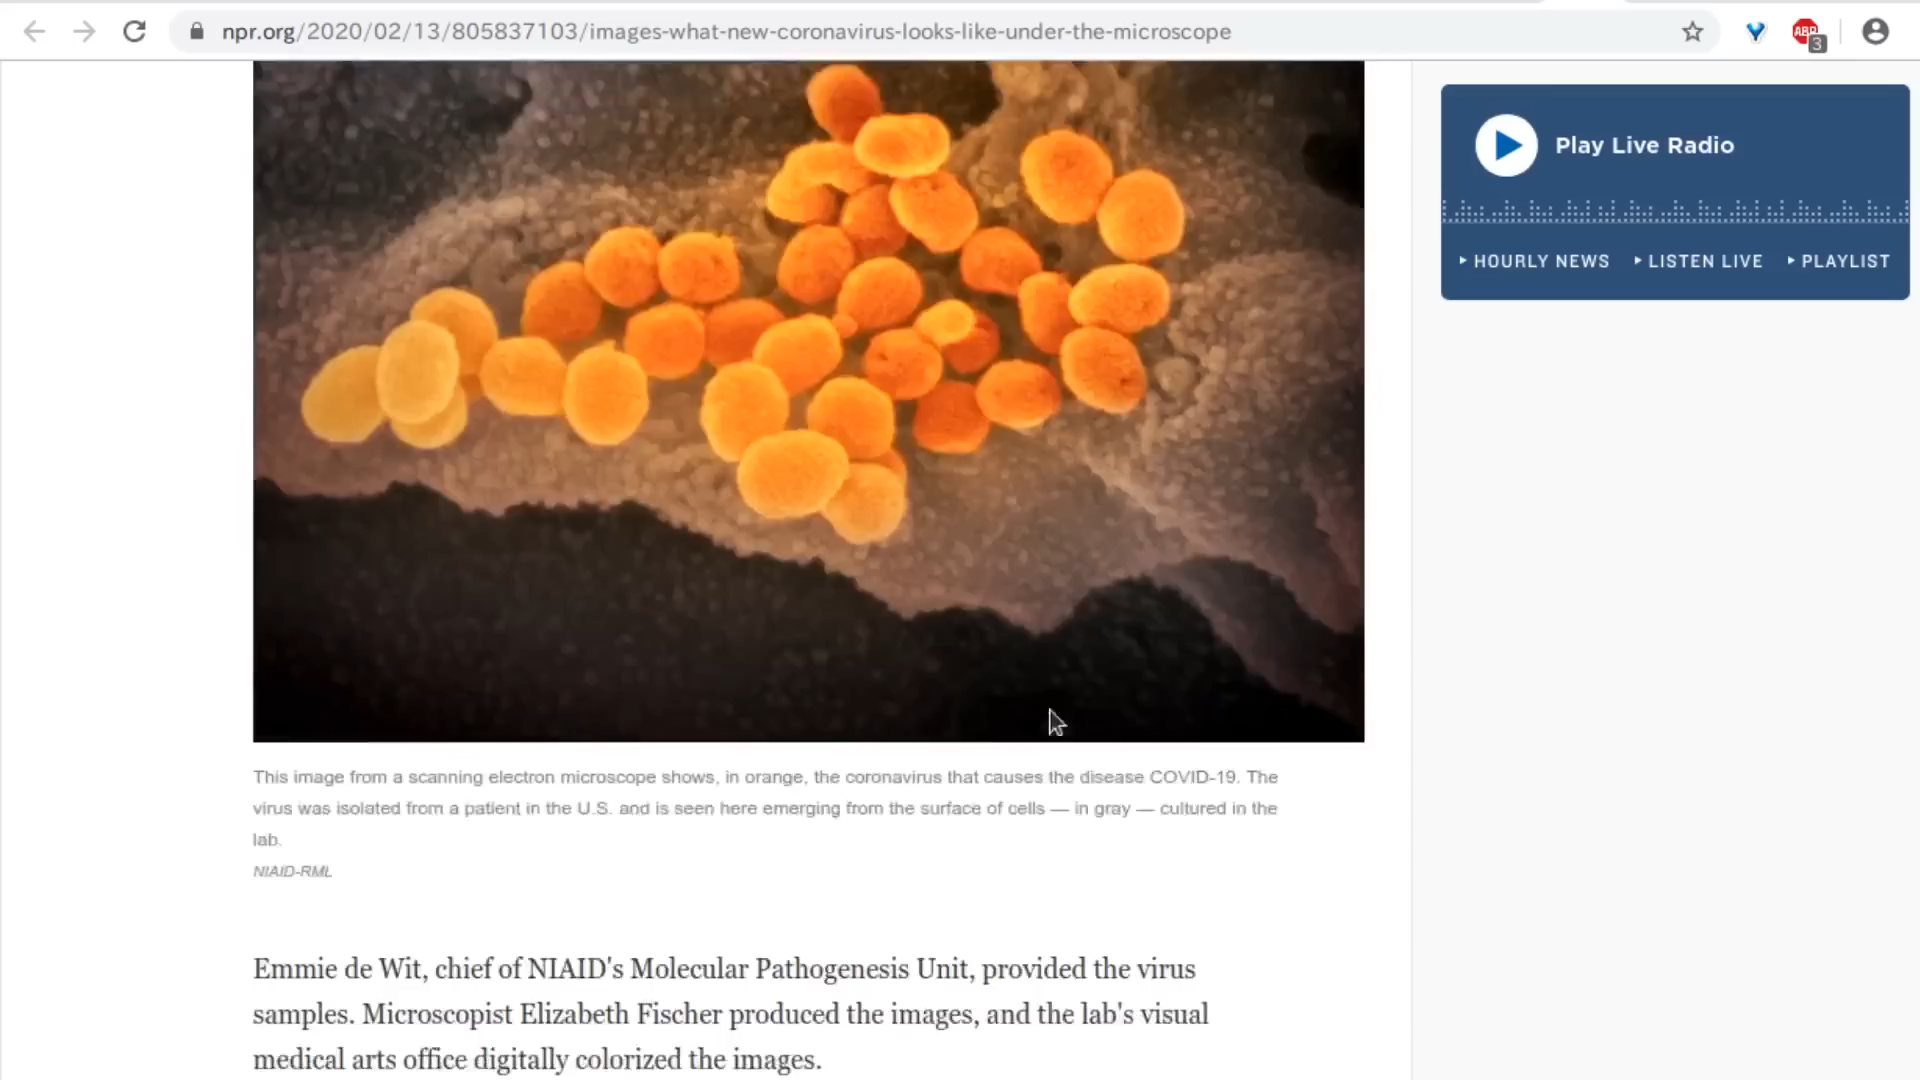 npr.org/2020/02/13/805837103/images-what-new-coronavirus-looks-like-under-the-microscope
ABP
3
Play Live Radio
HOURLY NEWS
LISTEN LIVE
PLAYLIST
This image from a scanning electron microscope shows, in orange, the coronavirus that causes the disease COVID-19. The
virus was isolated from a patient in the U.S. and is seen here emerging from the surface of cells — in gray — cultured in the
lab.
NIAID-RML
Emmie de Wit, chief of NIAID's Molecular Pathogenesis Unit, provided the virus
samples. Microscopist Elizabeth Fischer produced the images, and the lab's visual
medical arts office digitally colorized the images.